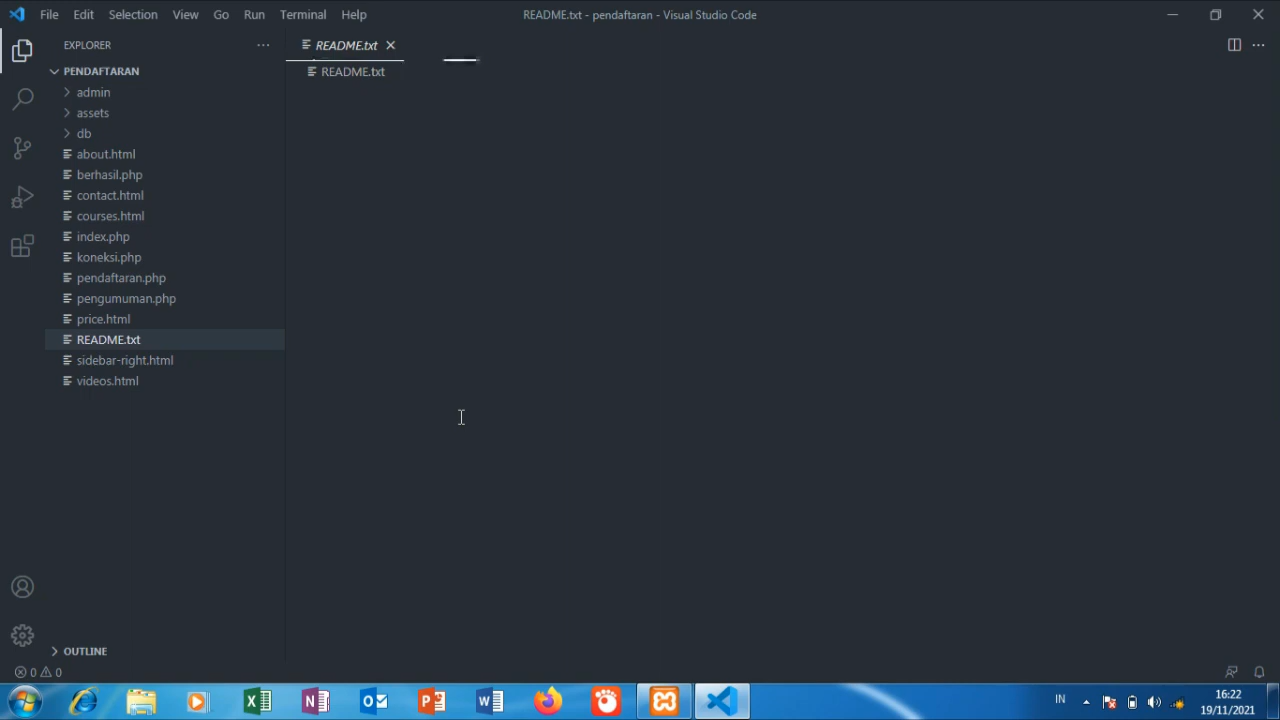 File Edit Selection View Go Run Terminal Help
README.txt - pendaftaran - Visual Studio Code
EXPLORER
README.txt
PENDAFTARAN
README.txt
admin
assets
db
about.html
berhasil.php
contact.html
courses.html
index.php
koneksi.php
pendaftaran.php
pengumuman.php
price.html
README.txt
sidebar-right.html
videos.html
OUTLINE
0 0
IN
16:22
19/11/2021